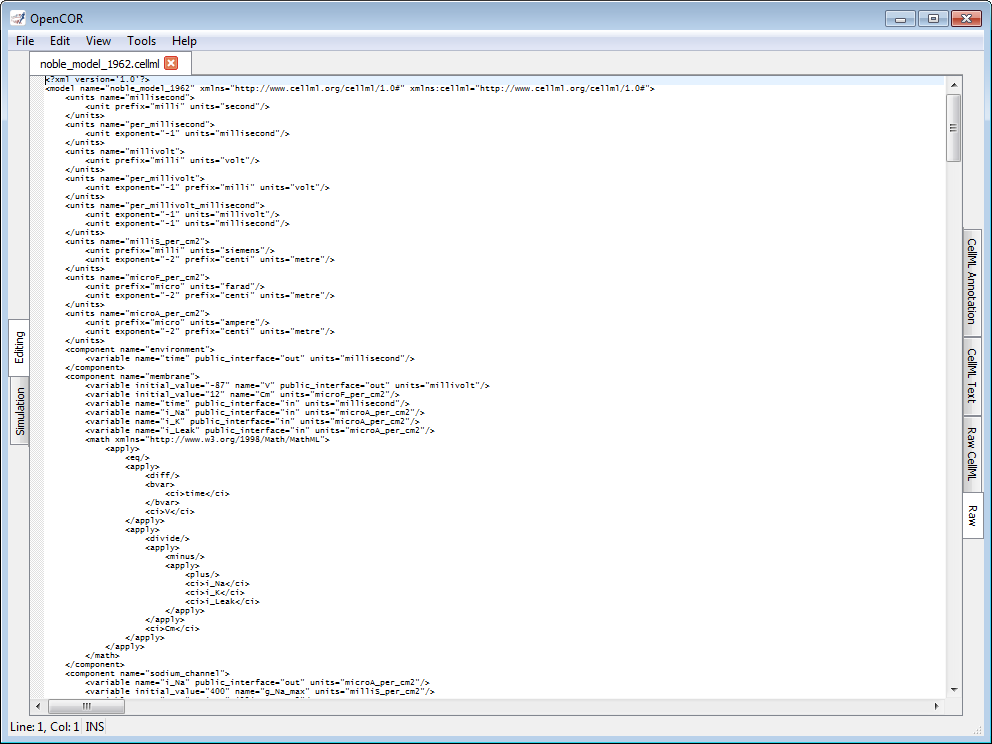 OpenCOR
File Edit View Tools Help
noble_model_1962.cellml
<?xml version='1.0'?>
<model name="noble_model_1962" xmlns="http://www.cellml.org/cellml/1.0#" xmlns:cellml="http://www.cellml.org/cellml/1.0#">
<units name="millisecond">
<unit prefix="milli" units="second"/>
</units>
<units name="per_millisecond">
<unit exponent="-1" units="millisecond"/>
</units>
<units name="millivolt">
<unit prefix="milli" units="volt"/>
</units>
<units name="per_millivolt">
<unit exponent="-1" prefix="milli" units="volt"/>
</units>
<units name="per_millivolt_millisecond">
<unit exponent="-1" units="millivolt"/>
<unit exponent="-1" units="millisecond"/>
</units>
<units name="milliS_per_cm2">
<unit prefix="milli" units="siemens"/>
<unit exponent="-2" prefix="centi" units="metre"/>
</units>
<units name="microF_per_cm2">
<unit prefix="micro" units="farad"/>
<unit exponent="-2" prefix="centi" units="metre"/>
</units>
<units name="microA_per_cm2">
<unit prefix="micro" units="ampere"/>
<unit exponent="-2" prefix="centi" units="metre"/>
</units>
<component name="environment">
<variable name="time" public_interface="out" units="millisecond"/>
</component>
<component name="membrane">
<variable initial_value="-87" name="V" public_interface="out" units="millivolt"/>
<variable initial_value="12" name="Cm" units="microF_per_cm2"/>
<variable name="time" public_interface="in" units="millisecond"/>
<variable name="i_Na" public_interface="in" units="microA_per_cm2"/>
<variable name="i_K" public_interface="in" units="microA_per_cm2"/>
<variable name="i_Leak" public_interface="in" units="microA_per_cm2"/>
<math xmlns="http://www.w3.org/1998/Math/MathML">
<apply>
<eq/>
<apply>
<diff/>
<bvar>
<ci>time</ci>
</bvar>
<ci>V</ci>
</apply>
<apply>
<divide/>
<apply>
<minus/>
<apply>
<plus/>
<ci>i_Na</ci>
<ci>i_K</ci>
<ci>i_Leak</ci>
</apply>
</apply>
<ci>Cm</ci>
</apply>
</apply>
</math>
</component>
<component name="sodium_channel">
<variable name="i_Na" public_interface="out" units="microA_per_cm2"/>
<variable initial_value="400" name="g_Na_max" units="milliS_per_cm2"/>
Editing
Simulation
CellML Annotation
CellML Text
Raw CellML
Raw
Line: 1, Col: 1 INS